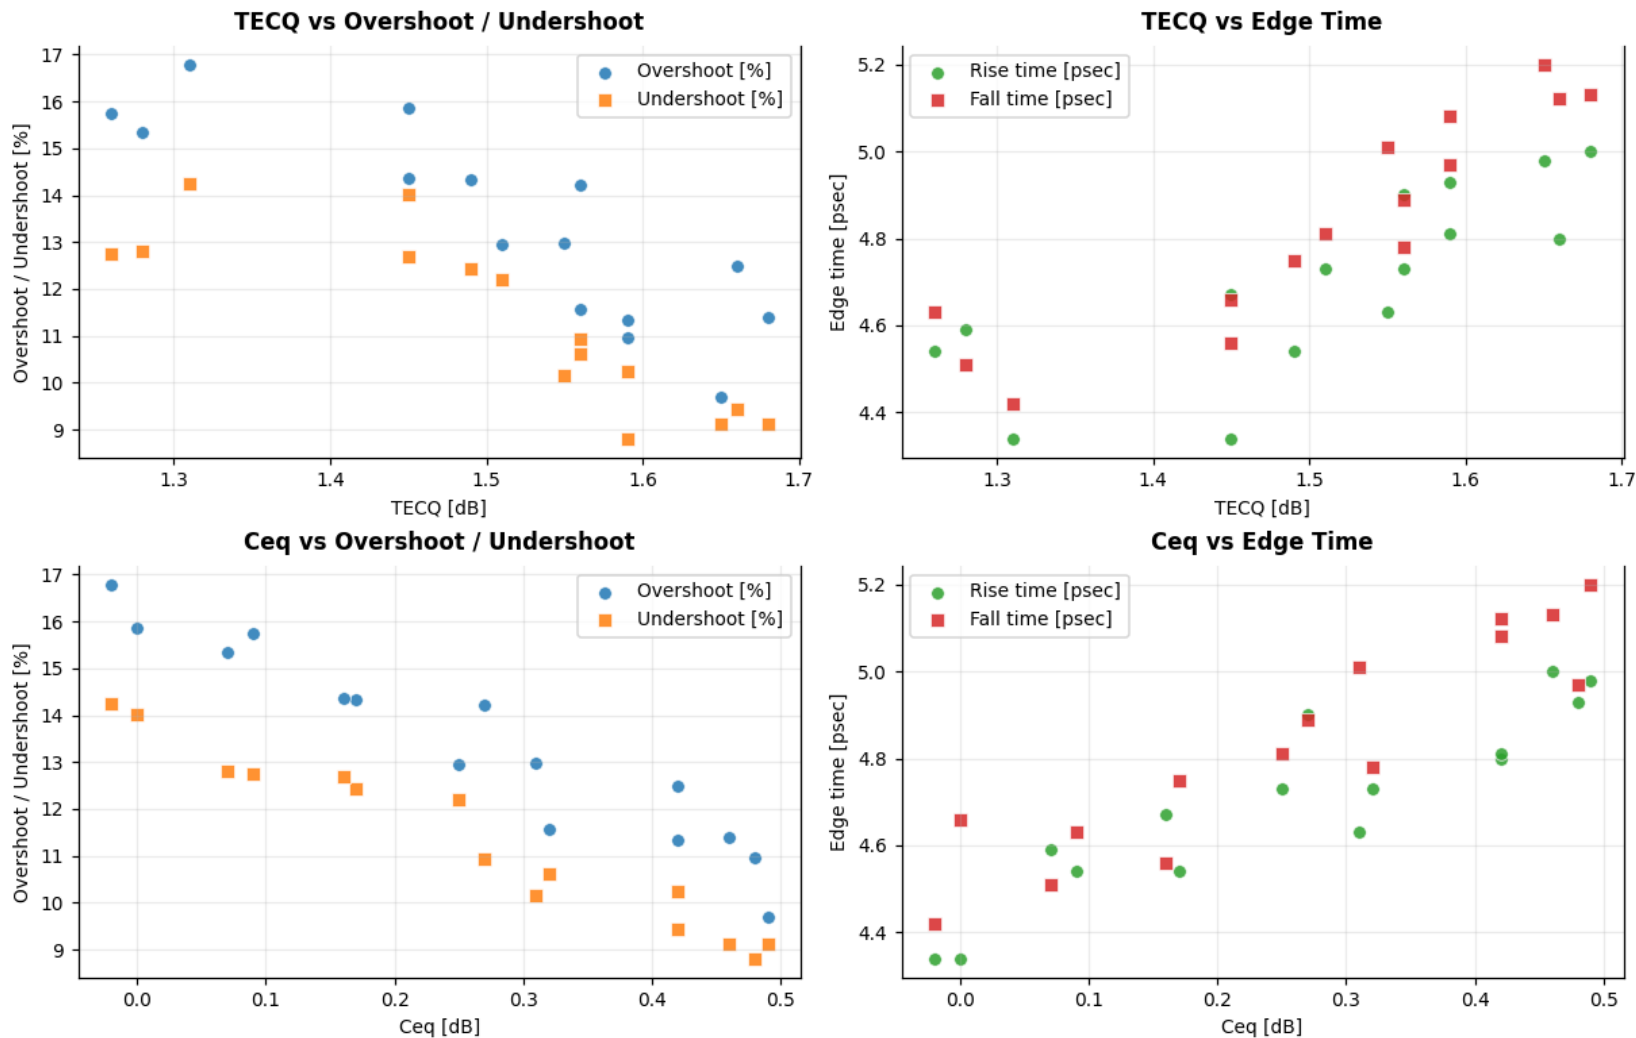 TECQ vs Overshoot / Undershoot
17
16
15
14
13
12
11
10
9
Overshoot / Undershoot [%]
Overshoot [%]
Undershoot [%]
1.3
1.4
1.5
1.6
1.7
TECQ [dB]
TECQ vs Edge Time
5.2
5.0
4.8
4.6
4.4
Edge time [psec]
Rise time [psec]
Fall time [psec]
1.3
1.4
1.5
1.6
1.7
TECQ [dB]
Ceq vs Overshoot / Undershoot
17
16
15
14
13
12
11
10
9
Overshoot / Undershoot [%]
Overshoot [%]
Undershoot [%]
0.0
0.1
0.2
0.3
0.4
0.5
Ceq [dB]
Ceq vs Edge Time
5.2
5.0
4.8
4.6
4.4
Edge time [psec]
Rise time [psec]
Fall time [psec]
0.0
0.1
0.2
0.3
0.4
0.5
Ceq [dB]